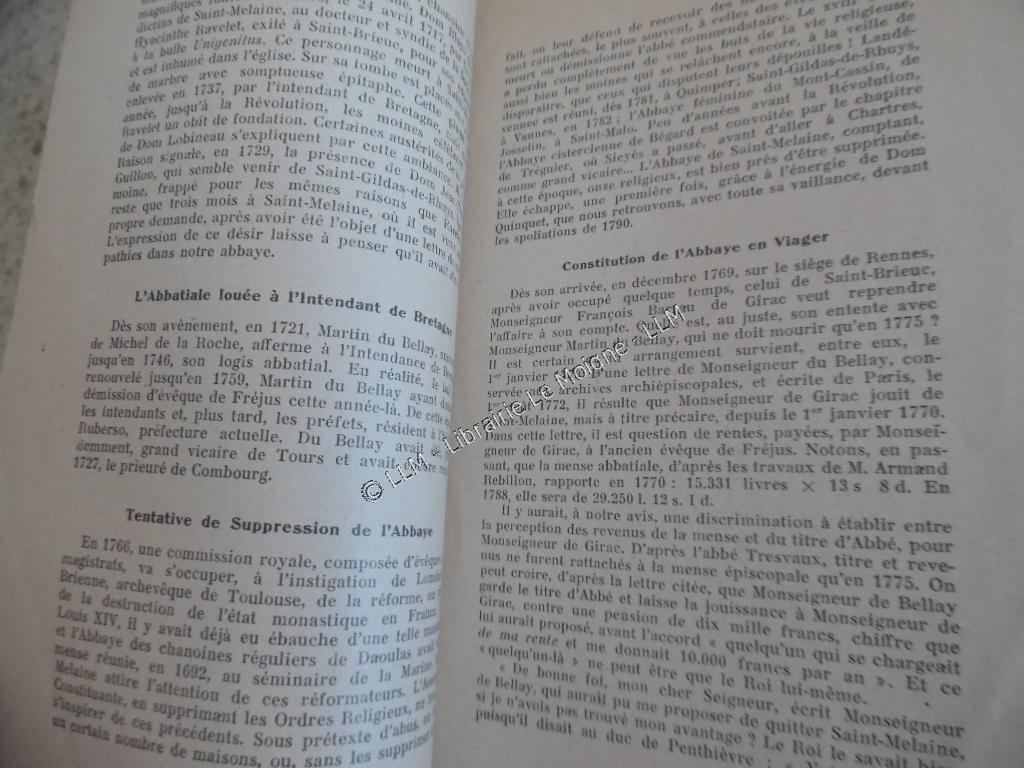 magnifiques
dictins de Saint-Melaine, le 24 avril 1717, au docteur et syndic de
Hyacinthe Ravelet, exilé à Saint-Brieuc, pour son
à la bulle Unigenitus. Ce personnage meurt à Saint-
et est inhumé dans l'église. Sur sa tombe est placée
de marbre avec somptueuse épitaphe. Cette
enlevée en 1737, par l'intendant de Bretagne,
année, jusqu'à la Révolution, les moines
Ravelet un obit de fondation. Certaines austérités
de Dom Lobineau s'expliquent par cette ambiance.
Raison signale, en 1729, la présence de Dom
Guillon, qui semble venir de Saint-Gildas-de-Rhuys,
moine, frappé pour les mêmes raisons que
reste que trois mois à Saint-Melaine, où il est
propre demande, après avoir été l'objet d'une lettre de
L'expression de ce désir laisse à penser qu'il avait
pathies dans notre abbaye.
L'Abbatiale louée à l'Intendant de Bretagne
Dès son avènement, en 1721, Martin du Bellay,
de Michel de la Roche, afferme à l'Intendance de
jusqu'en 1746, son logis abbatial. En réalité, le
renouvelé jusqu'en 1759, Martin du Bellay ayant
démission d'évêque de Fréjus cette année-là. De cette
les intendants et, plus tard, les préfets, résident à
Ruberso, préfecture actuelle. Du Bellay avait
demment, grand vicaire de Tours et avait
1727, le prieuré de Combourg.
Tentative de Suppression de l'Abbaye
En 1766, une commission royale, composée d'évêques
magistrats, va s'occuper, à l'instigation de
Brienne, archevêque de Toulouse, de la réforme, ou
de la destruction de l'état monastique en France.
Louis XIV, il y avait déjà eu ébauche d'une telle
et l'Abbaye des chanoines réguliers de Daoulas avait
mense réunie, en 1692, au séminaire de la Marine.
Melaine attire l'attention de ces réformateurs.
Constituante, en supprimant les Ordres Religieux, ne
s'inspirer de ces précédents. Sous prétexte d'abus,
un certain nombre de maisons, ou, sans les supprimer
fait, ou leur défend de recevoir des
sont rattachées, le plus souvent, à celles des
meurt ou démissionne l'abbé commendataire. Le XVIIIe
» perdu complètement de vue les buts de la vie religieuse,
aussi bien les moines qui se relâchent encore, à la veille de
disparaître, que ceux qui disputent leurs dépouilles ! Landé-
vennec est réuni, dès 1781, à Quimper; Saint-Gildas-de-Rhuys,
à Vannes, en 1782 ; l'Abbaye féminine du Mont-Cassin, de
Josselin, à Saint-Malo. Peu d'années avant la Révolution,
l'Abbaye cistercienne de Bégard est convoitée par le chapitre
de Tréguier, où Sieyès a passé, avant d'aller à Chartres,
comme grand vicaire... L'Abbaye de Saint-Melaine, comptant,
à cette époque, onze religieux, est bien près d'être supprimée.
Elle échappe, une première fois, grâce à l'énergie de Dom
Quinquet, que nous retrouvons, avec toute sa vaillance, devant
les spoliations de 1790.
Constitution de l'Abbaye en Viager
Dès son arrivée, en décembre 1769, sur le siège de Rennes,
après avoir occupé quelque temps, celui de Saint-Brieuc,
Monseigneur François Bareau de Girac veut reprendre
l'affaire à son compte. Quelle est, au juste, son entente avec
Monseigneur Martin du Bellay, qui ne doit mourir qu'en 1775 ?
Il est certain qu'un arrangement survient, entre eux, le
1er janvier D'une lettre de Monseigneur du Bellay, con-
servée aux archives archiépiscopales, et écrite de Paris, le
1er 1772, il résulte que Monseigneur de Girac jouit de
Saint-Melaine, mais à titre précaire, depuis le 1er janvier 1770.
Dans cette lettre, il est question de rentes, payées, par Monsei-
gneur de Girac, à l'ancien évêque de Fréjus. Notons, en pas-
sant, que la mense abbatiale, d'après les travaux de M. Armand
Rebillon, rapporte en 1770 : 15.331 livres × 13 s 8 d. En
1788, elle sera de 29.250 l. 12 s. 1 d.
Il y aurait, à notre avis, une discrimination à établir entre
la perception des revenus de la mense et du titre d'Abbé, pour
Monseigneur de Girac. D'après l'abbé Tresvaux, titre et reve-
nus ne furent rattachés à la mense épiscopale qu'en 1775. On
peut croire, d'après la lettre citée, que Monseigneur de Bellay
garde le titre d'Abbé et laisse la jouissance à Monseigneur de
Girac, contre une pension de dix mille francs, chiffre que
lui aurait proposé, avant l'accord « quelqu'un qui se chargeait
de ma rente et me donnait 10.000 francs par an ». Et ce
« quelqu'un-là » ne peut être que le Roi lui-même.
« De bonne foi, mon cher Seigneur, écrit Monseigneur
de Bellay, qui aurait pu me proposer de quitter Saint-Melaine,
si je n'avois pas trouvé mon avantage ? Le Roi le savait bien
puisqu'il disait au duc de Penthièvre :
© LLM - Librairie Le Moigne LLM